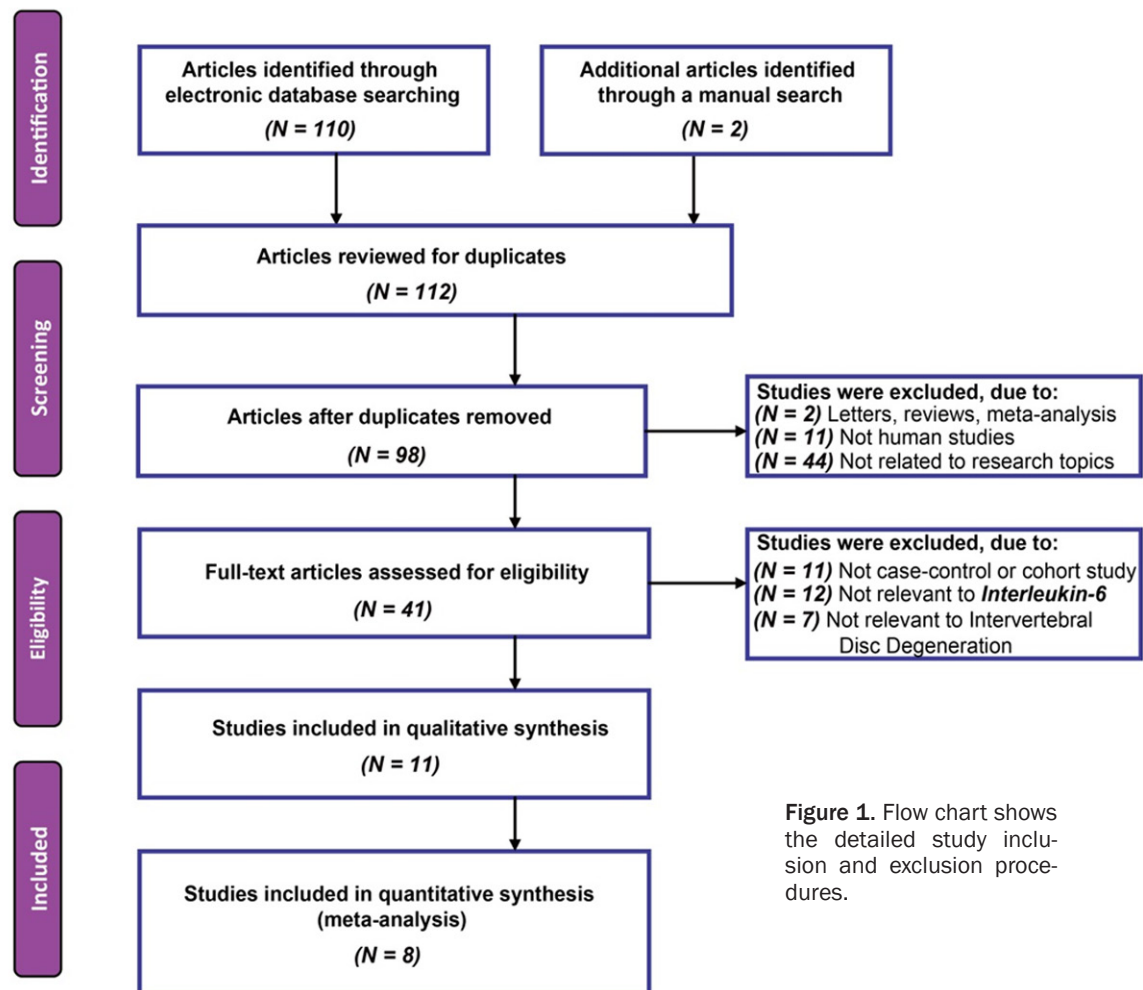 Identification
Articles identified through
electronic database searching
(N = 110)
Additional articles identified
through a manual search
(N = 2)
Articles reviewed for duplicates
(N = 112)
Screening
Articles after duplicates removed
(N = 98)
Studies were excluded, due to:
(N = 2) Letters, reviews, meta-analysis
(N = 11) Not human studies
(N = 44) Not related to research topics
Eligibility
Full-text articles assessed for eligibility
(N = 41)
Studies were excluded, due to:
(N = 11) Not case-control or cohort study
(N = 12) Not relevant to Interleukin-6
(N = 7) Not relevant to Intervertebral
Disc Degeneration
Studies included in qualitative synthesis
(N = 11)
Included
Studies included in quantitative synthesis
(meta-analysis)
(N = 8)
Figure 1. Flow chart shows
the detailed study inclu-
sion and exclusion proce-
dures.